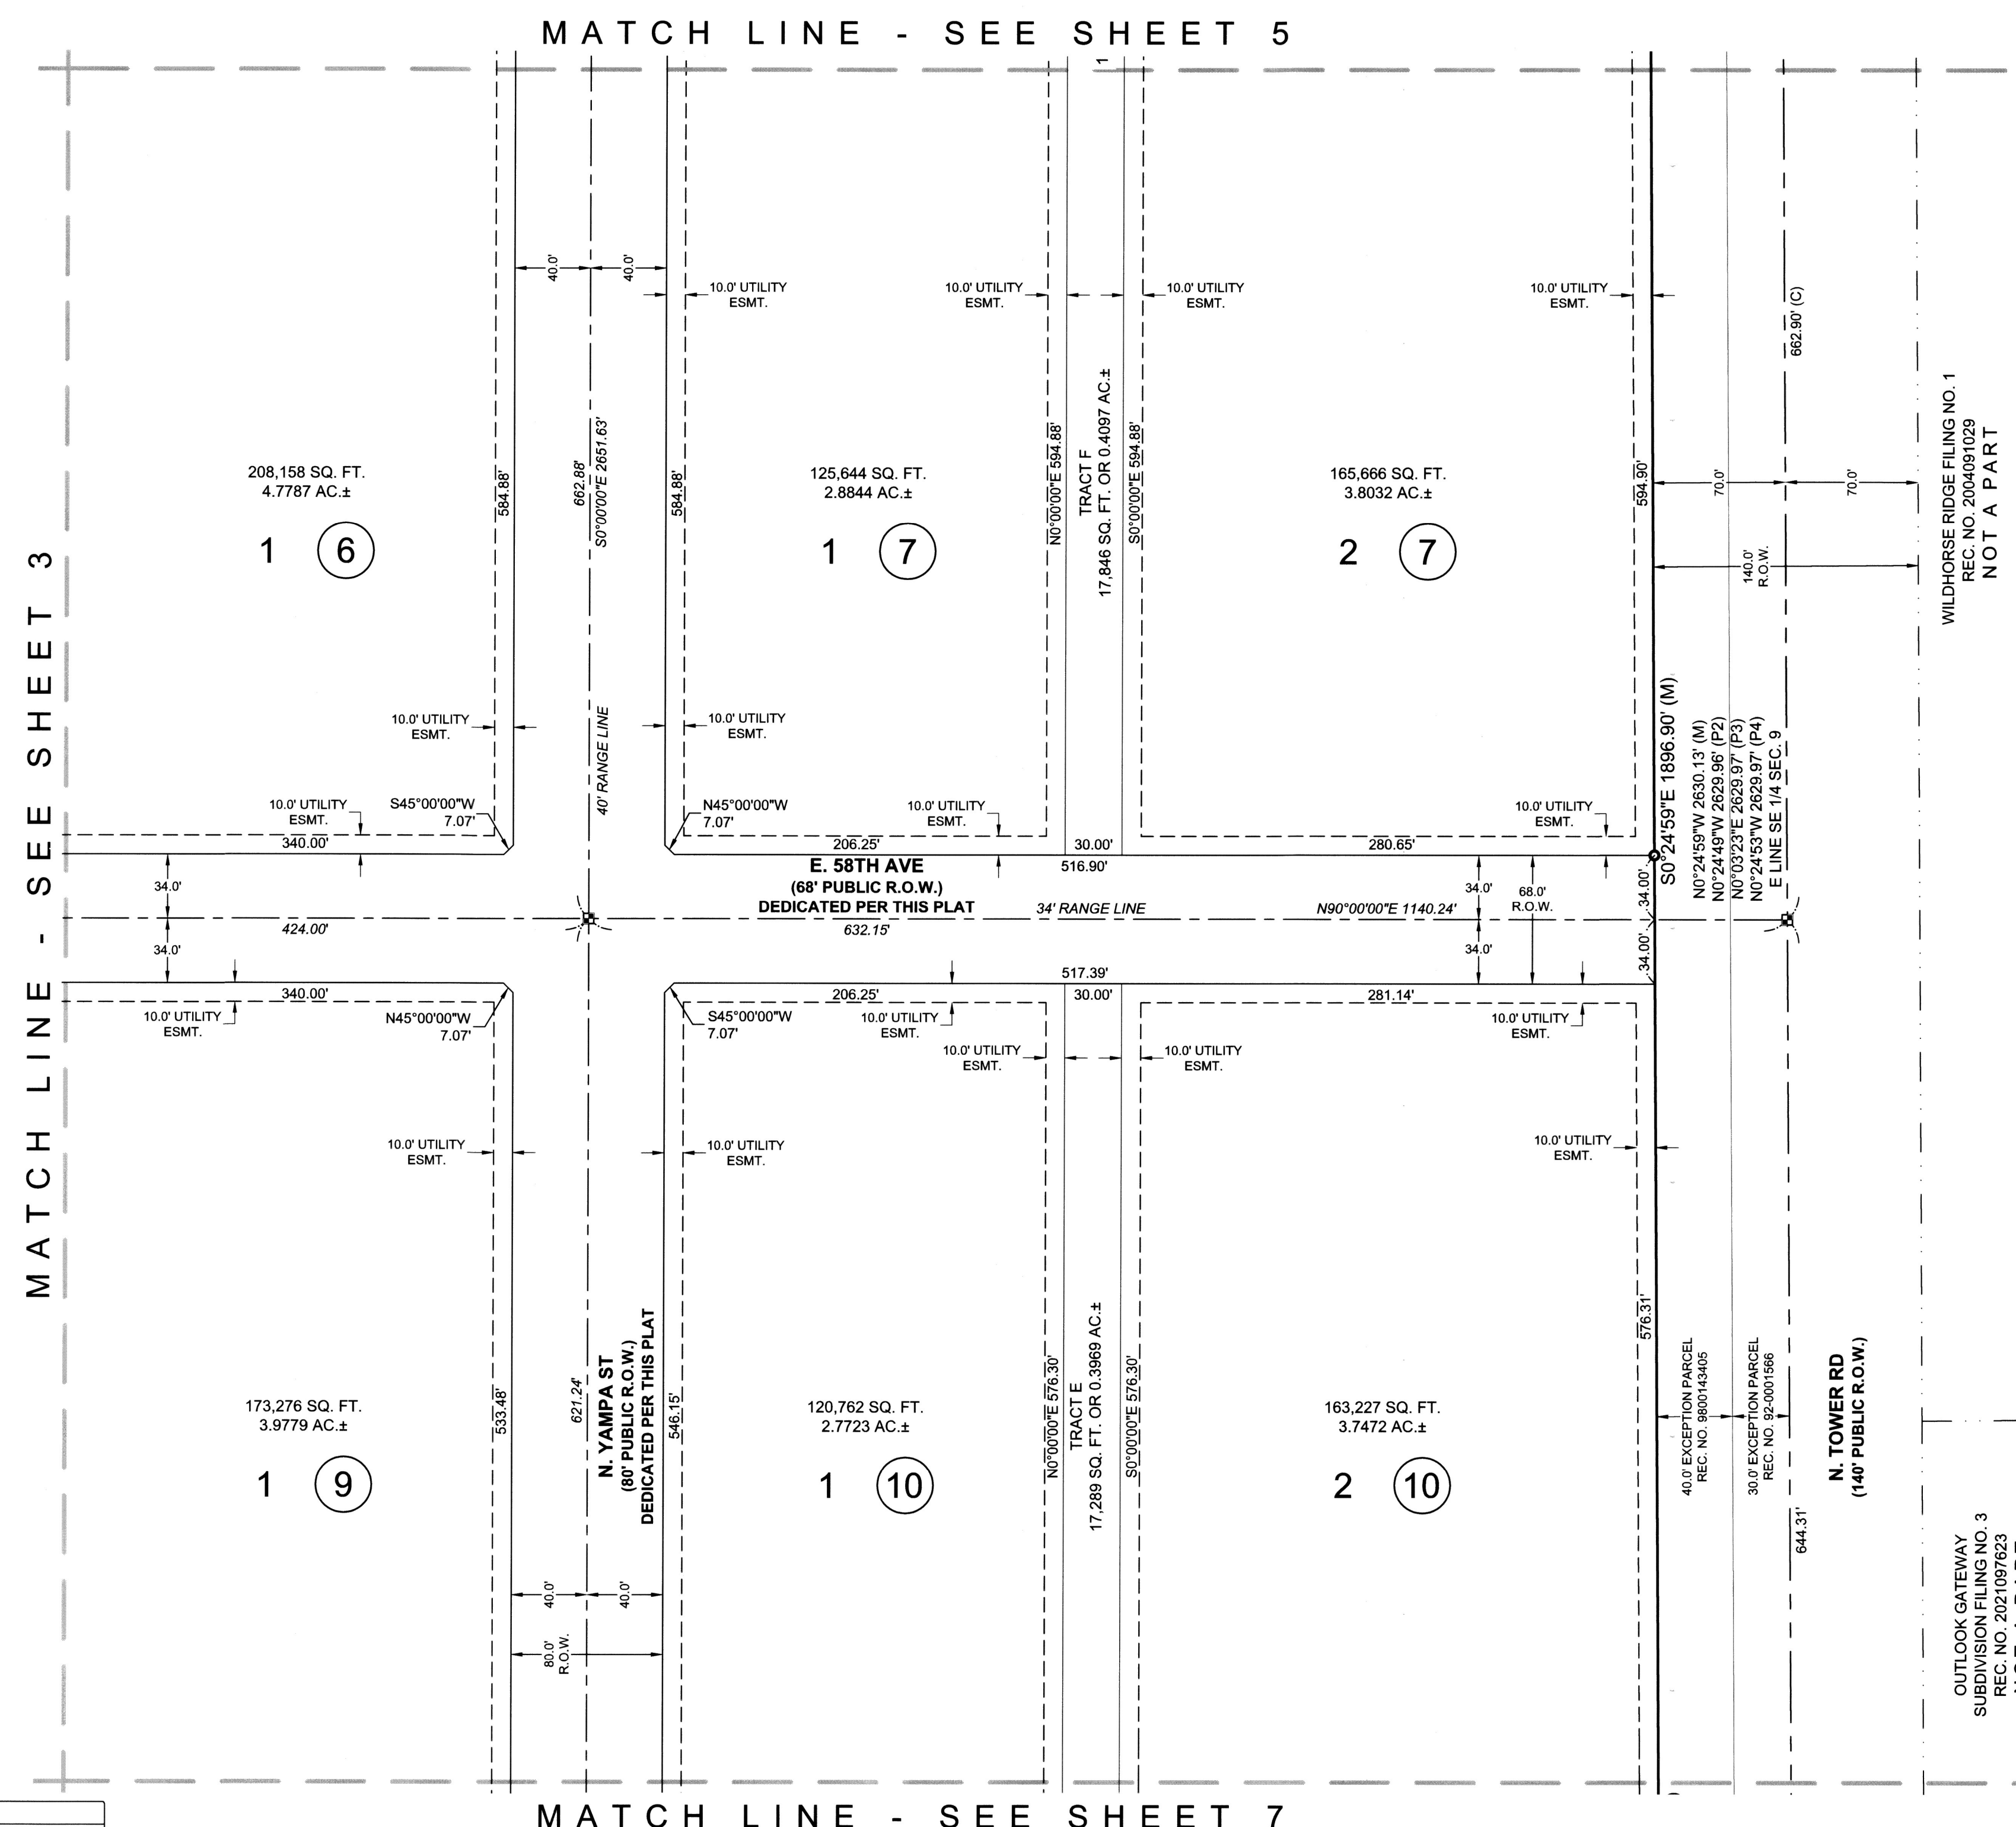 MATCH LINE - SEE SHEET 5
MATCH LINE - SEE SHEET 3
1
40.0'
40.0'
10.0' UTILITY
ESMT.
10.0' UTILITY
ESMT.
10.0' UTILITY
ESMT.
10.0' UTILITY
ESMT.
662.90' (C)
208,158 SQ. FT.
4.7787 AC.±
1 6
584.88'
662.88'
S0°00'00"E 2651.63'
584.88'
125,644 SQ. FT.
2.8844 AC.±
1 7
N0°00'00"E 594.88'
TRACT F
17,846 SQ. FT. OR 0.4097 AC.±
S0°00'00"E 594.88'
165,666 SQ. FT.
3.8032 AC.±
2 7
594.90'
70.0'
70.0'
140.0'
R.O.W.
WILDHORSE RIDGE FILING NO. 1
REC. NO. 2004091029
NOT A PART
10.0' UTILITY
ESMT.
40' RANGE LINE
10.0' UTILITY
ESMT.
S0°24'59"E 1896.90' (M)
N0°24'59"W 2630.13' (M)
N0°24'49"W 2629.96' (P2)
N0°03'23"E 2629.97' (P3)
N0°24'53"W 2629.97' (P4)
E LINE SE 1/4 SEC. 9
10.0' UTILITY
ESMT.
S45°00'00"W
7.07'
N45°00'00"W
7.07'
10.0' UTILITY
ESMT.
10.0' UTILITY
ESMT.
340.00'
206.25'
30.00'
280.65'
E. 58TH AVE
(68' PUBLIC R.O.W.)
DEDICATED PER THIS PLAT
516.90'
34.0'
34.0'
68.0'
R.O.W.
34.00'
34' RANGE LINE
N90°00'00"E 1140.24'
424.00'
632.15'
34.0'
34.0'
34.00'
517.39'
340.00'
206.25'
30.00'
281.14'
10.0' UTILITY
ESMT.
N45°00'00"W
7.07'
S45°00'00"W
7.07'
10.0' UTILITY
ESMT.
10.0' UTILITY
ESMT.
10.0' UTILITY
ESMT.
10.0' UTILITY
ESMT.
10.0' UTILITY
ESMT.
10.0' UTILITY
ESMT.
10.0' UTILITY
ESMT.
173,276 SQ. FT.
3.9779 AC.±
1 9
533.48'
621.24'
N. YAMPA ST
(80' PUBLIC R.O.W.)
DEDICATED PER THIS PLAT
546.15'
120,762 SQ. FT.
2.7723 AC.±
1 10
N0°00'00"E 576.30'
TRACT E
17,289 SQ. FT. OR 0.3969 AC.±
S0°00'00"E 576.30'
163,227 SQ. FT.
3.7472 AC.±
2 10
576.31'
40.0' EXCEPTION PARCEL
REC. NO. 980014​3405
30.0' EXCEPTION PARCEL
REC. NO. 92-0001566
644.31'
N. TOWER RD
(140' PUBLIC R.O.W.)
OUTLOOK GATEWAY
SUBDIVISION FILING NO. 3
REC. NO. 2021097623
40.0'
40.0'
80.0'
R.O.W.
MATCH LINE - SEE SHEET 7